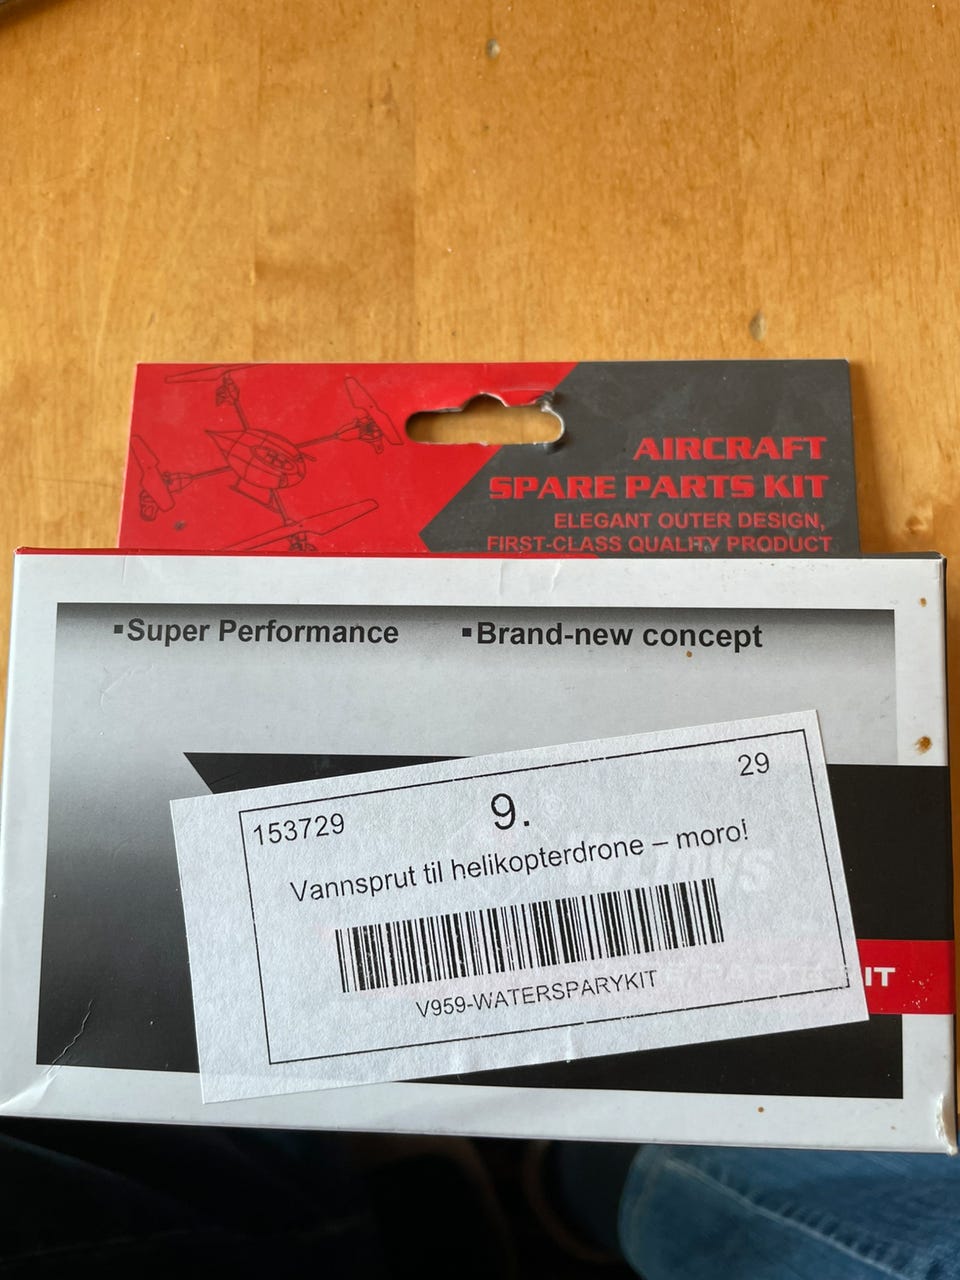 AIRCRAFT
SPARE PARTS KIT
ELEGANT OUTER DESIGN,
FIRST-CLASS QUALITY PRODUCT
▪Super Performance ▪Brand-new concept
153729 9. 29
Vannsprut til helikopterdrone – moro!
V959-WATERSPARYKIT
IT